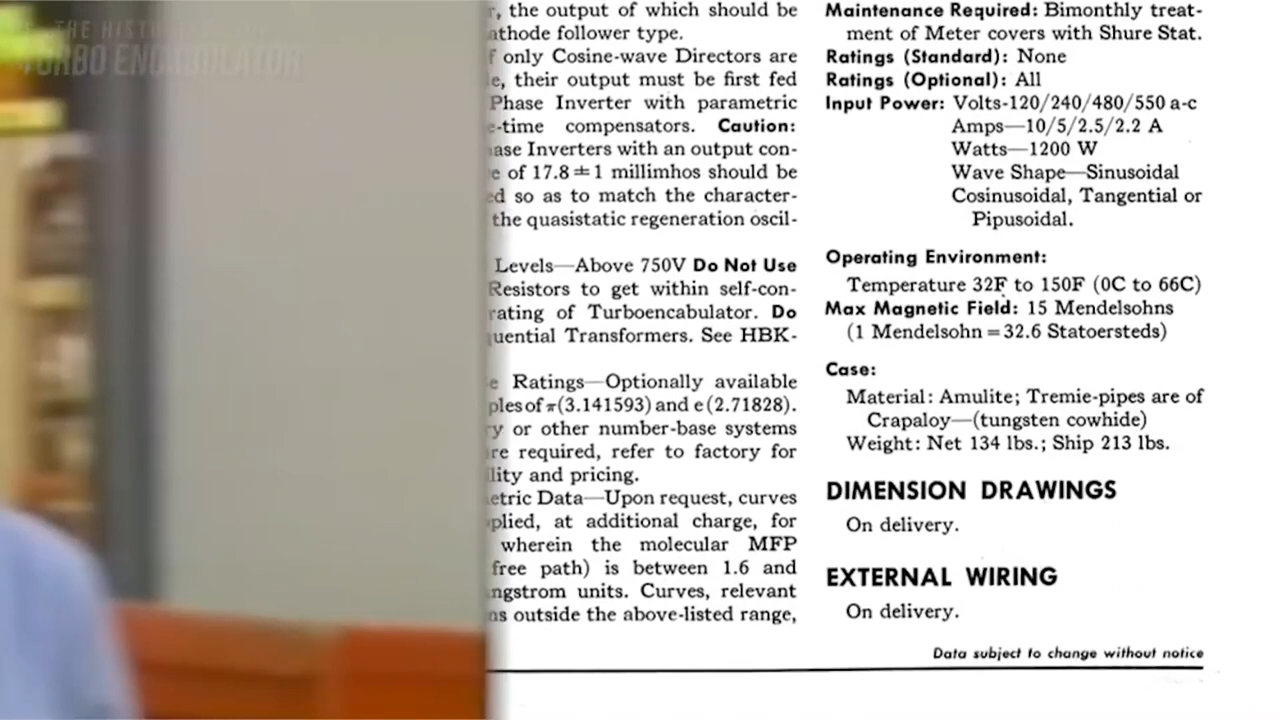 THE HISTORY OF THE
TURBO ENCABULATOR
, the output of which should be
athode follower type.
only Cosine-wave Directors are
, their output must be first fed
Phase Inverter with parametric
-time compensators. Caution:
ase Inverters with an output con-
of 17.8 ± 1 millimhos should be
so as to match the character-
the quasistatic regeneration oscil-
Levels—Above 750V Do Not Use
Resistors to get within self-con-
rating of Turboencabulator. Do
uential Transformers. See HBK-
Ratings—Optionally available
ples of π (3.141593) and e (2.71828).
or other number-base systems
re required, refer to factory for
lity and pricing.
etric Data—Upon request, curves
plied, at additional charge, for
wherein the molecular MFP
free path) is between 1.6 and
ngstrom units. Curves, relevant
outside the above-listed range,
Maintenance Required: Bimonthly treat-
ment of Meter covers with Shure Stat.
Ratings (Standard): None
Ratings (Optional): All
Input Power: Volts-120/240/480/550 a-c
Amps—10/5/2.5/2.2 A
Watts—1200 W
Wave Shape—Sinusoidal
Cosinusoidal, Tangential or
Pipusoidal.
Operating Environment:
Temperature 32F to 150F (0C to 66C)
Max Magnetic Field: 15 Mendelsohns
(1 Mendelsohn = 32.6 Statoersteds)
Case:
Material: Amulite; Tremie-pipes are of
Crapaloy—(tungsten cowhide)
Weight: Net 134 lbs.; Ship 213 lbs.
DIMENSION DRAWINGS
On delivery.
EXTERNAL WIRING
On delivery.
Data subject to change without notice